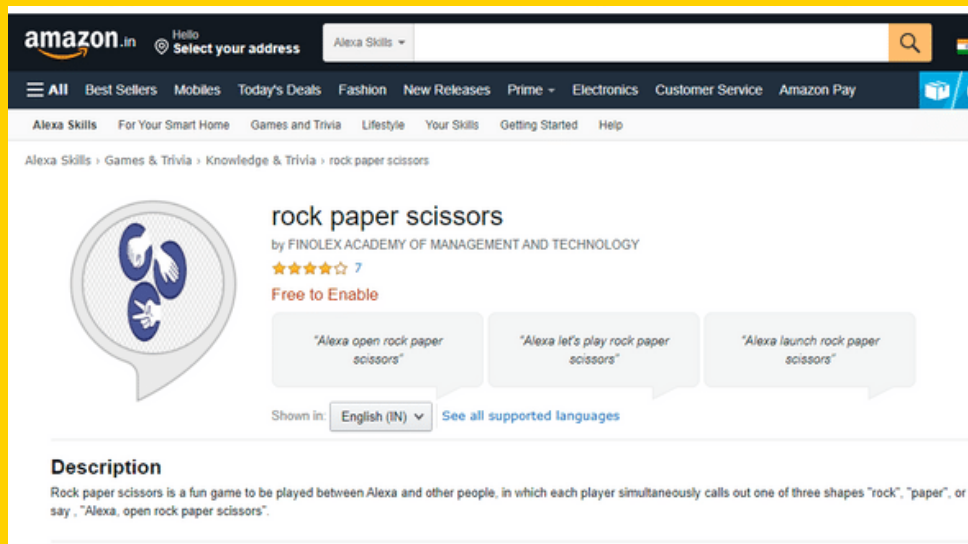 amazon.in
Hello
Select your address
Alexa Skills
All Best Sellers Mobiles Today's Deals Fashion New Releases Prime Electronics Customer Service Amazon Pay
Alexa Skills For Your Smart Home Games and Trivia Lifestyle Your Skills Getting Started Help
Alexa Skills › Games & Trivia › Knowledge & Trivia › rock paper scissors
rock paper scissors
by FINOLEX ACADEMY OF MANAGEMENT AND TECHNOLOGY
7
Free to Enable
"Alexa open rock paper
scissors"
"Alexa let's play rock paper
scissors"
"Alexa launch rock paper
scissors"
Shown in: English (IN) See all supported languages
Description
Rock paper scissors is a fun game to be played between Alexa and other people, in which each player simultaneously calls out one of three shapes "rock", "paper", or
say , "Alexa, open rock paper scissors".